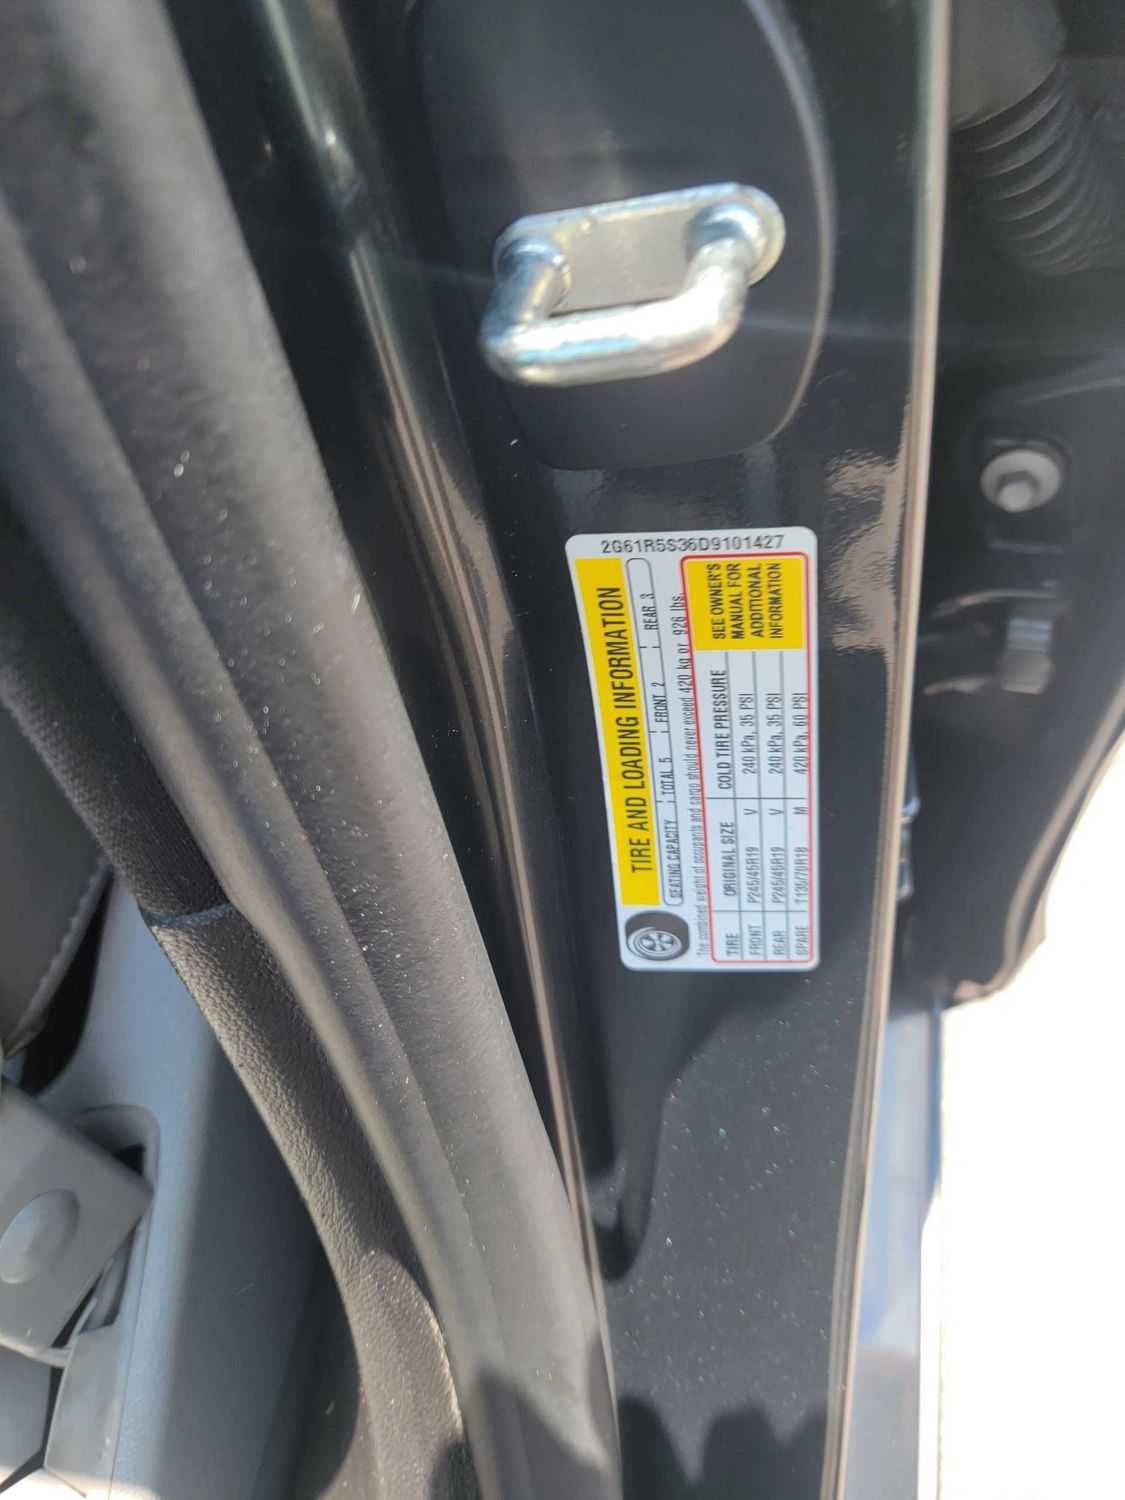 2G61R5S36D9101427
TIRE AND LOADING INFORMATION
SEATING CAPACITY TOTAL 5 FRONT 2 REAR 3
The combined weight of occupants and cargo should never exceed 420 kg or 926 lbs.
TIRE ORIGINAL SIZE COLD TIRE PRESSURE
FRONT P245/45R19 V 240 kPa, 35 PSI
REAR P245/45R19 V 240 kPa, 35 PSI
SPARE T135/70R18 M 420 kPa, 60 PSI
SEE OWNER'S
MANUAL FOR
ADDITIONAL
INFORMATION